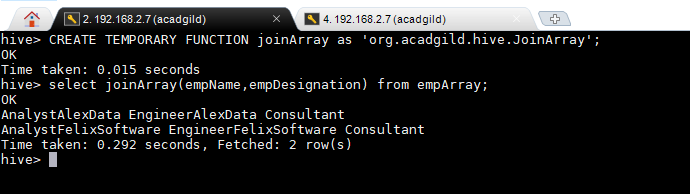 2. 192.168.2.7 (acadgild)
4. 192.168.2.7 (acadgild)
hive> CREATE TEMPORARY FUNCTION joinArray as 'org.acadgild.hive.JoinArray';
OK
Time taken: 0.015 seconds
hive> select joinArray(empName,empDesignation) from empArray;
OK
AnalystAlexData EngineerAlexData Consultant
AnalystFelixSoftware EngineerFelixSoftware Consultant
Time taken: 0.292 seconds, Fetched: 2 row(s)
hive>